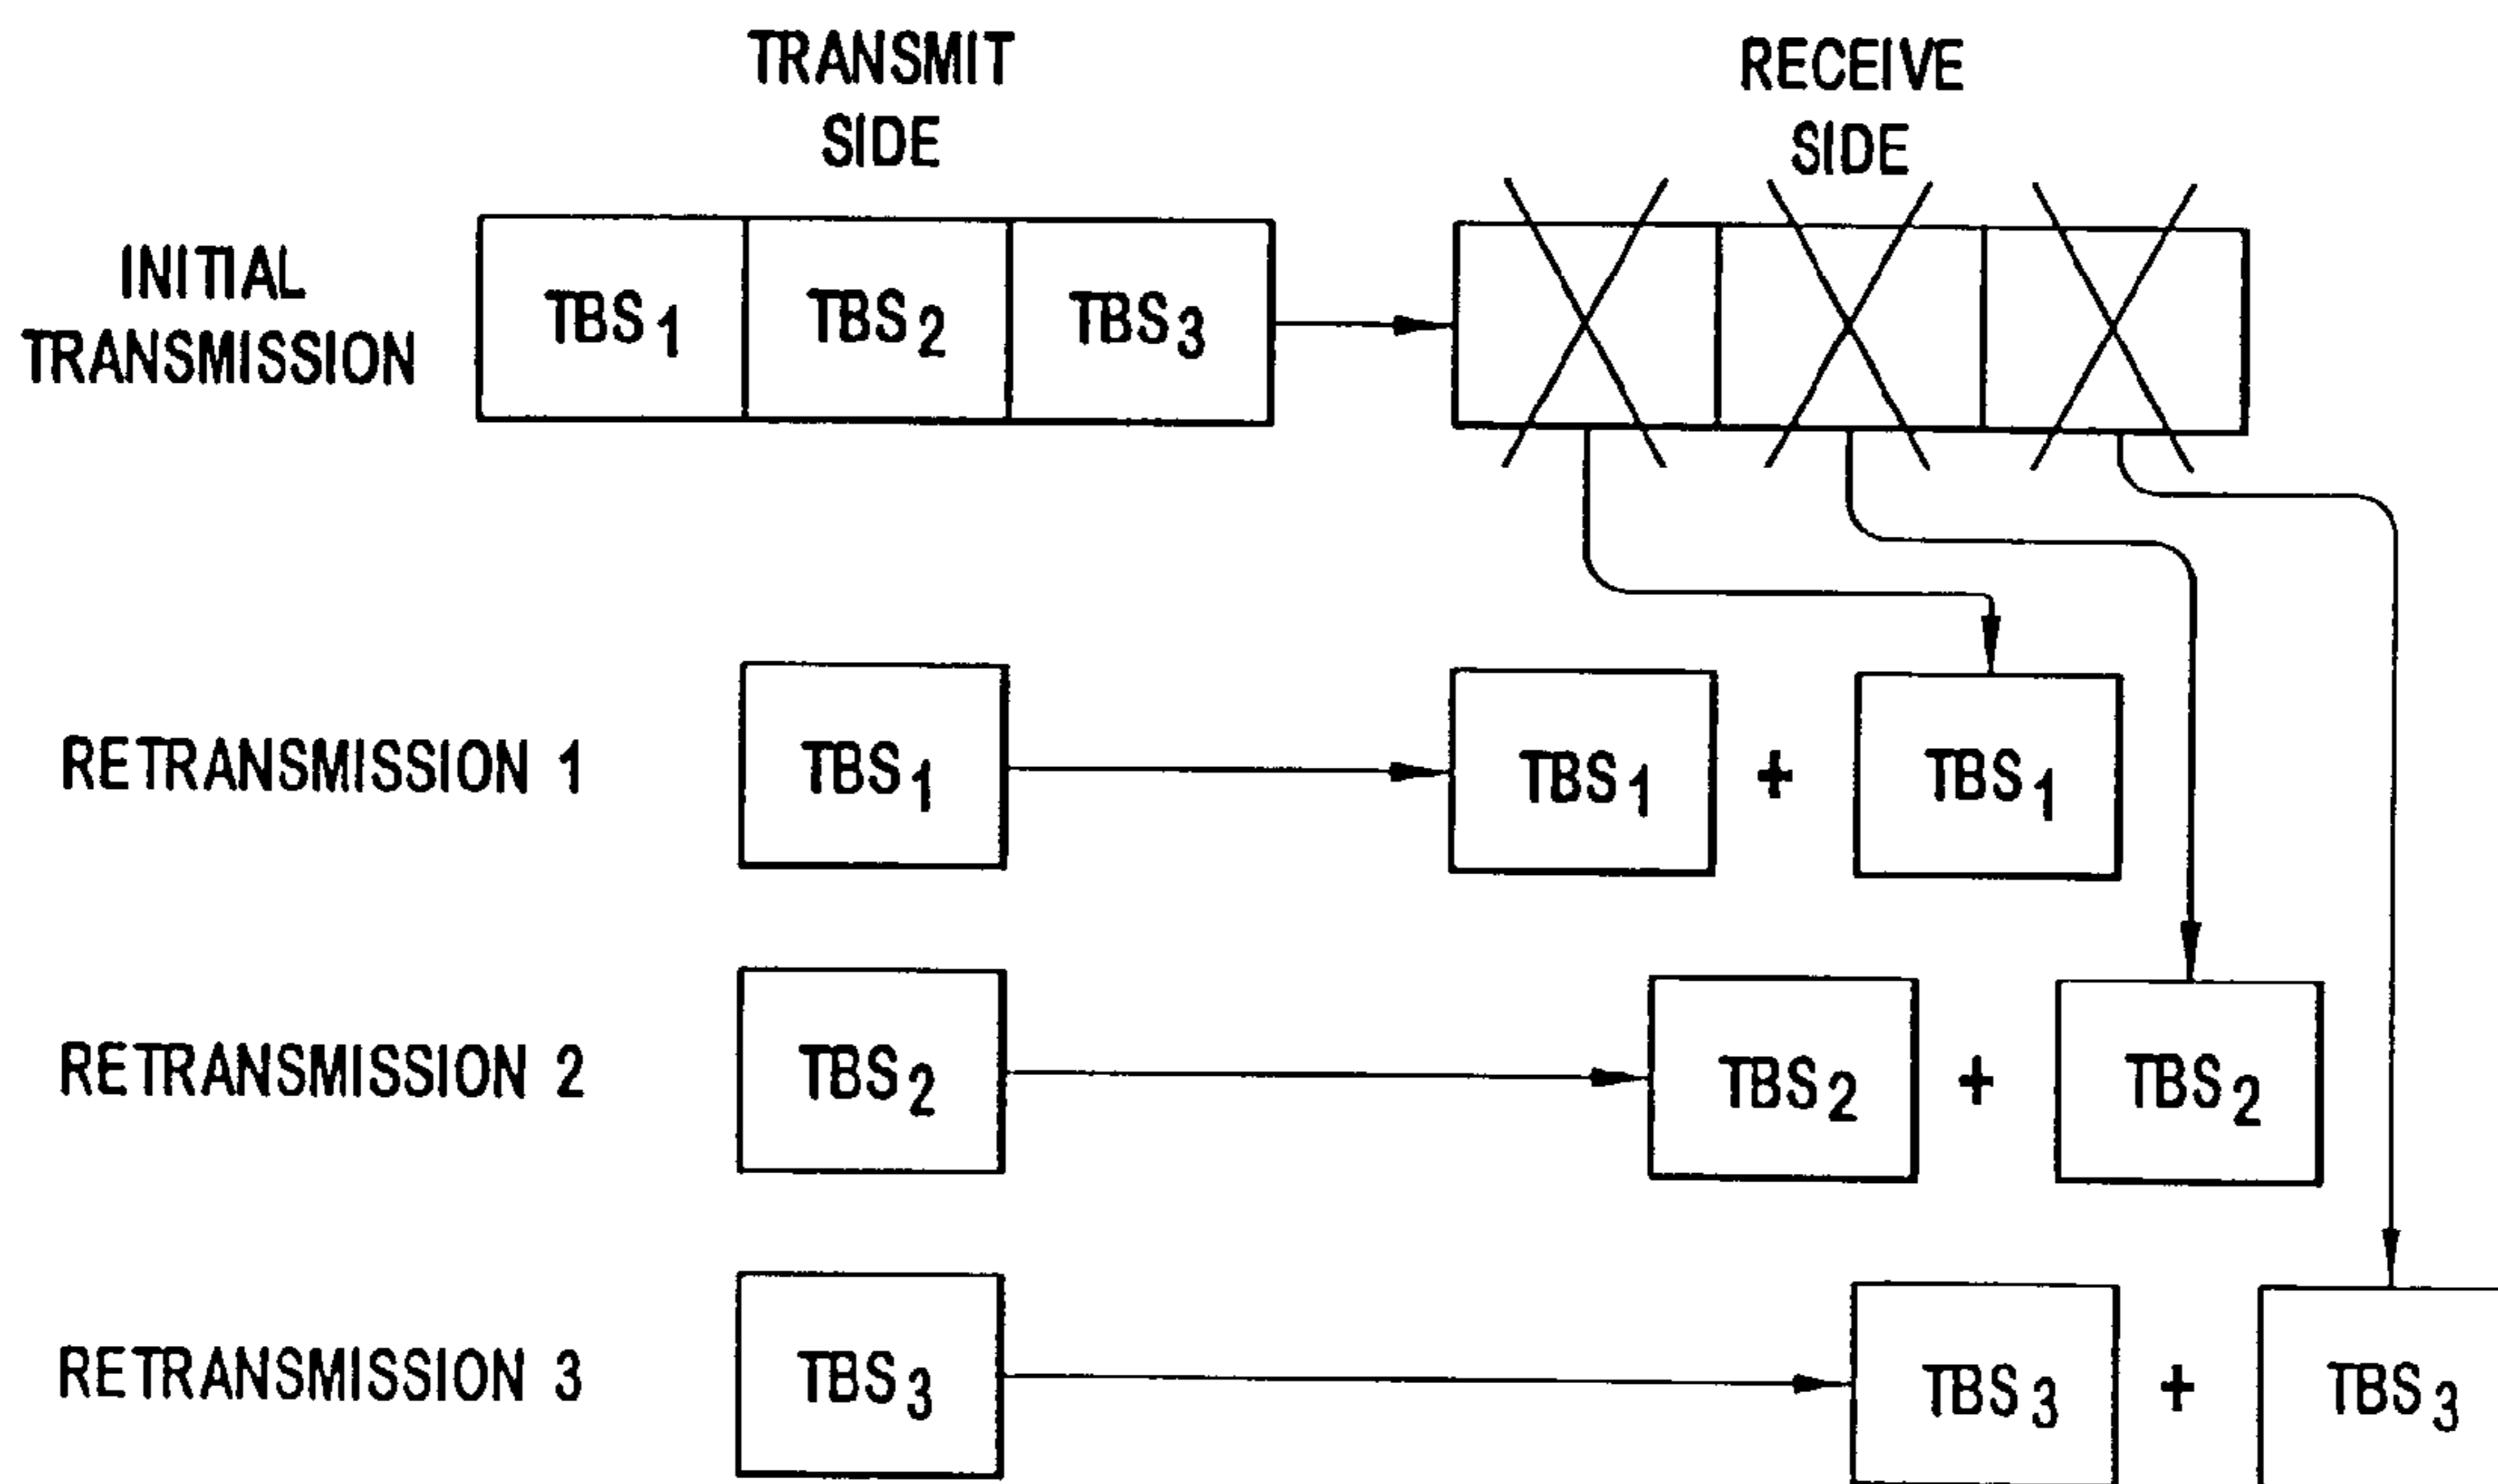 TRANSMIT
SIDE
RECEIVE
SIDE
INITIAL
TRANSMISSION
TBS1 TBS2 TBS3
RETRANSMISSION 1 TBS1 TBS1 + TBS1
RETRANSMISSION 2 TBS2 TBS2 + TBS2
RETRANSMISSION 3 TBS3 TBS3 + TBS3